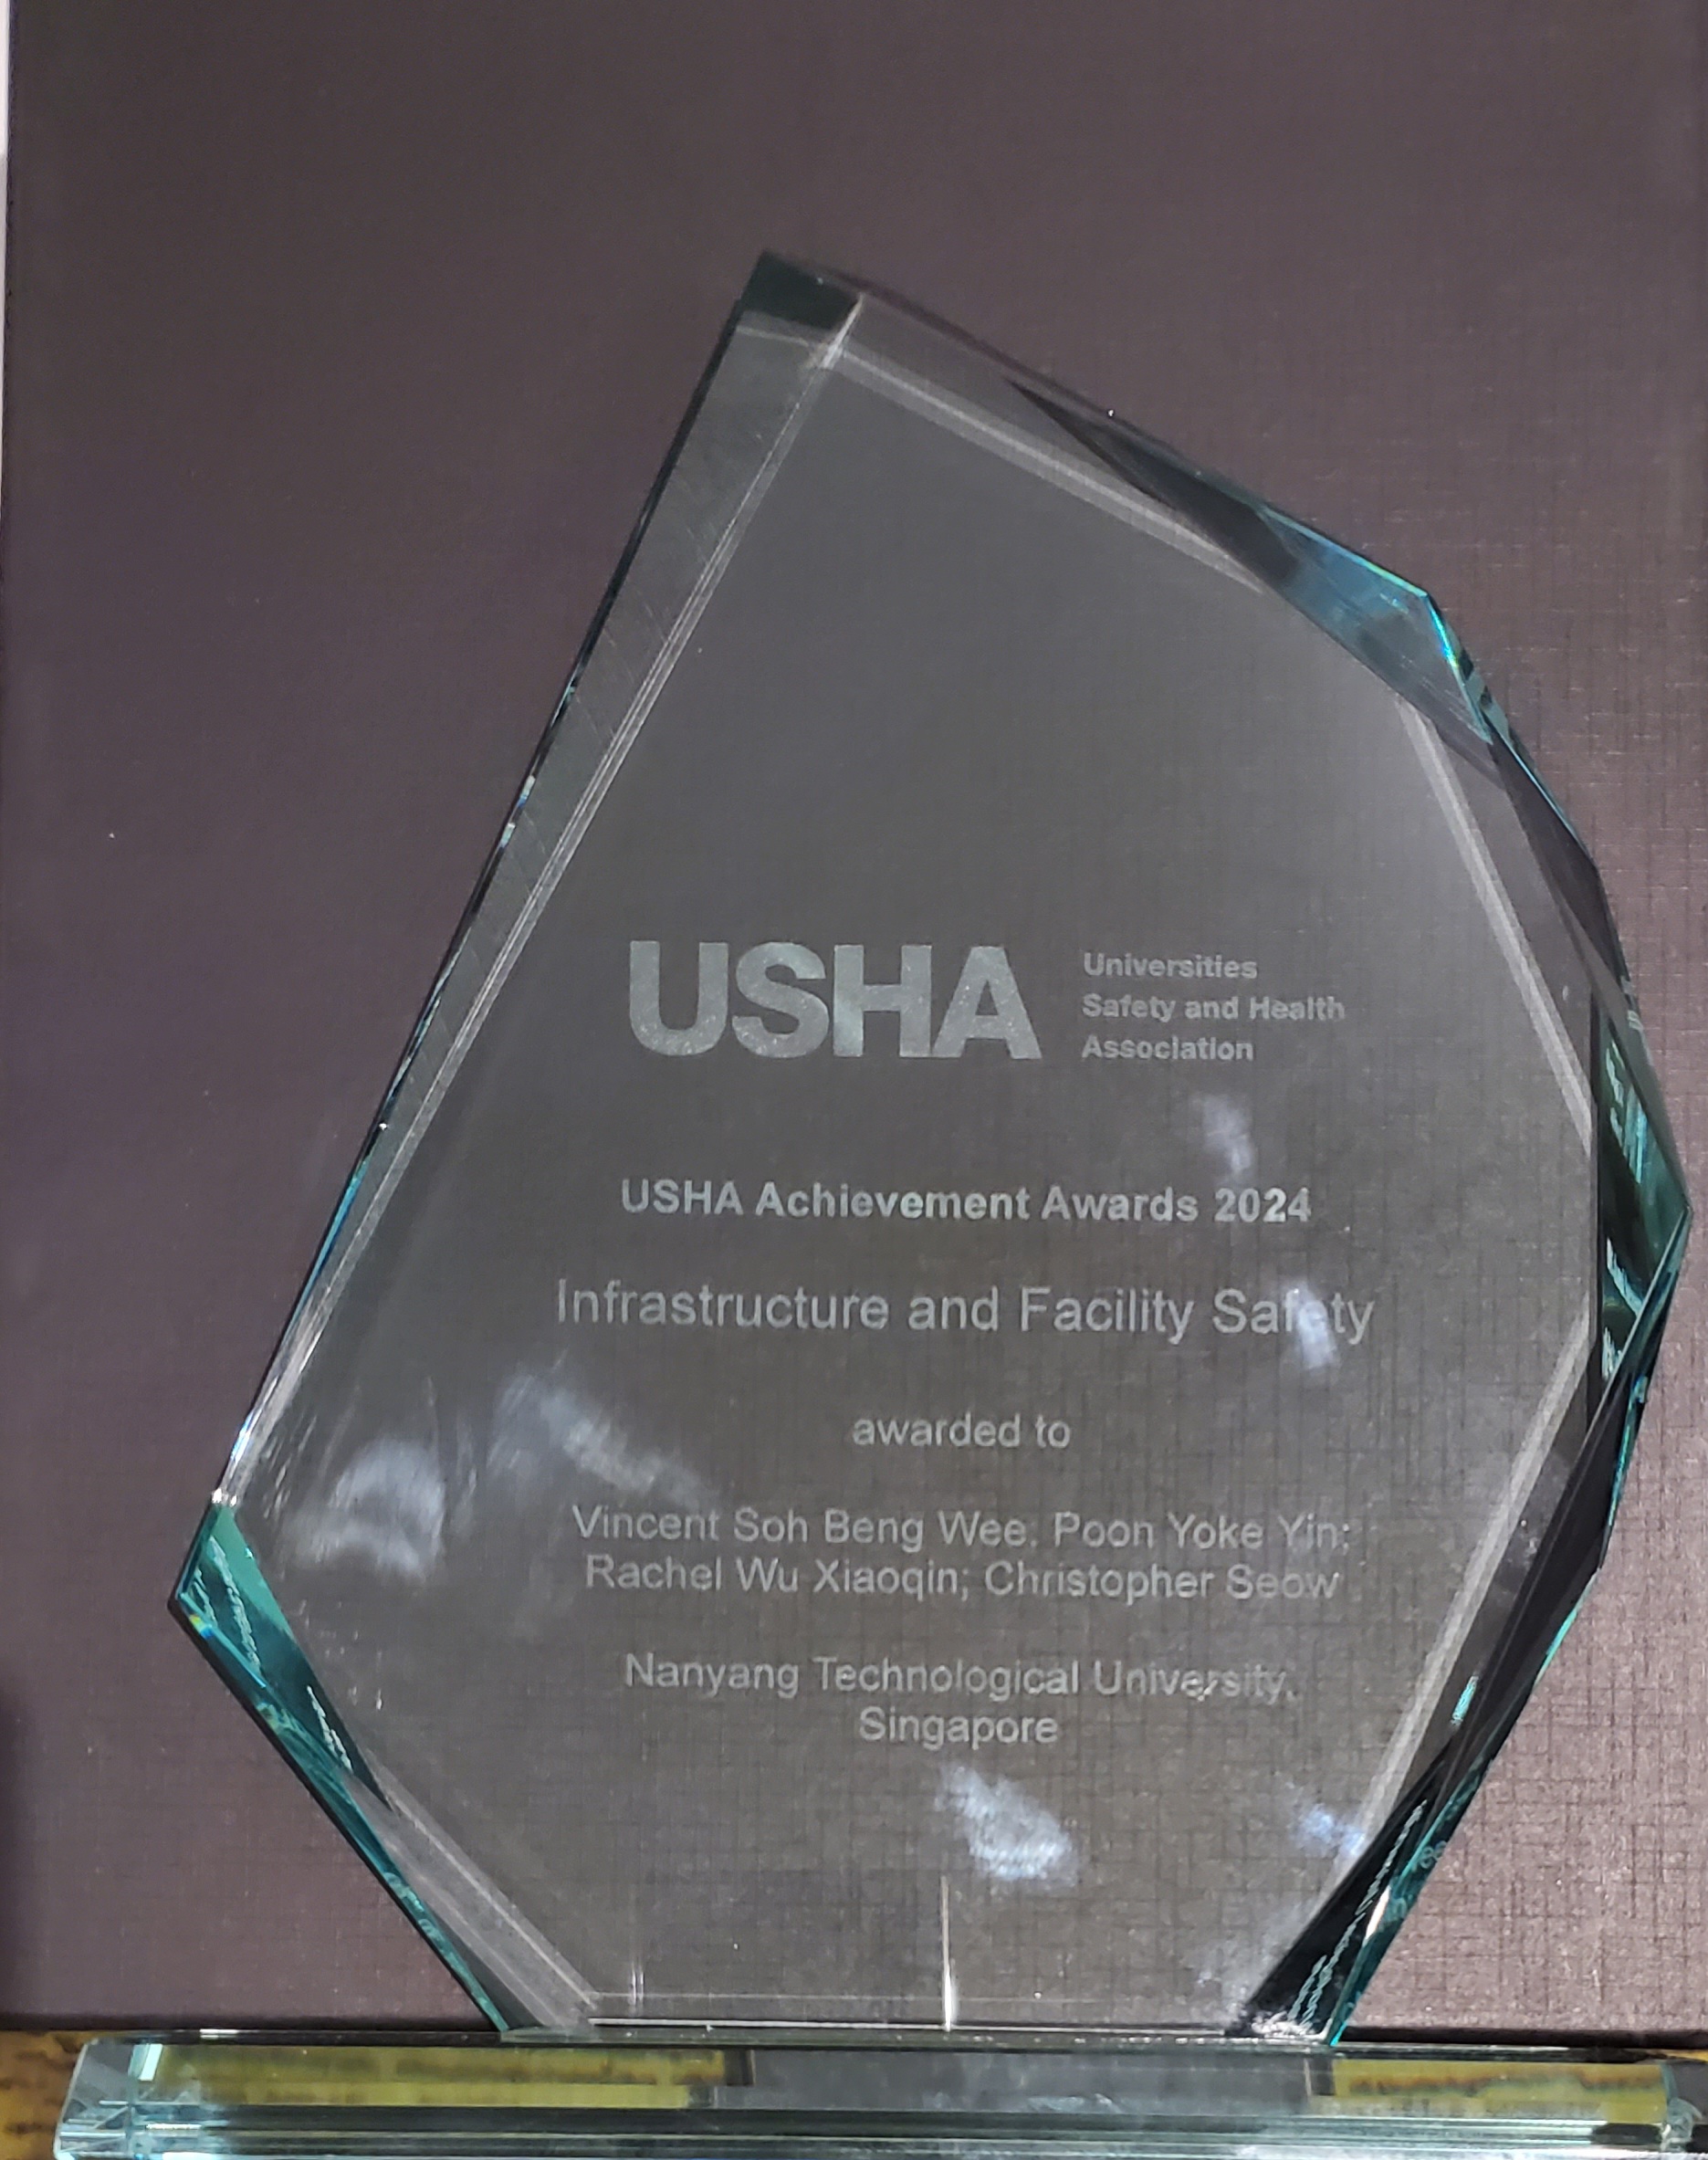 USHA
Universities
Safety and Health
Association
USHA Achievement Awards 2024
Infrastructure and Facility Safety
awarded to
Vincent Soh Beng Wee, Poon Yoke Yin;
Rachel Wu Xiaoqin; Christopher Seow
Nanyang Technological University,
Singapore